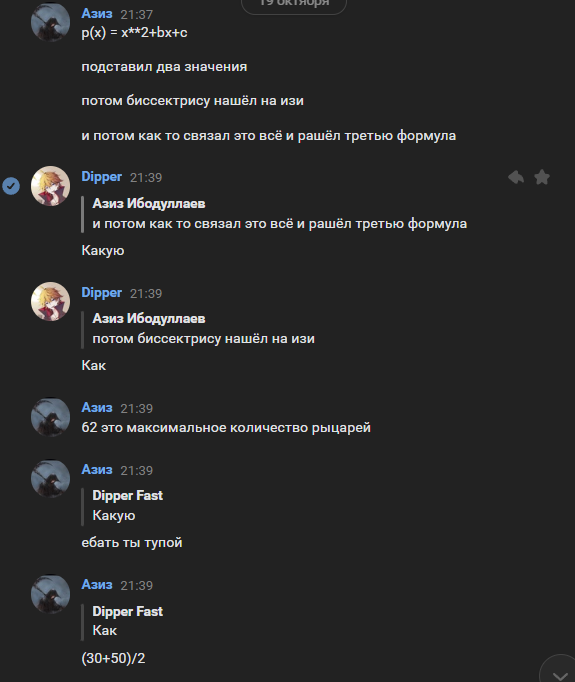 19 октября
Азиз 21:37
p(x) = x**2+bx+c
подставил два значения
потом биссектрису нашёл на изи
и потом как то связал это всё и рашёл третью формула
Dipper 21:39
Азиз Ибодуллаев
и потом как то связал это всё и рашёл третью формула
Какую
Dipper 21:39
Азиз Ибодуллаев
потом биссектрису нашёл на изи
Как
Азиз 21:39
62 это максимальное количество рыцарей
Азиз 21:39
Dipper Fast
Какую
ебать ты тупой
Азиз 21:39
Dipper Fast
Как
(30+50)/2